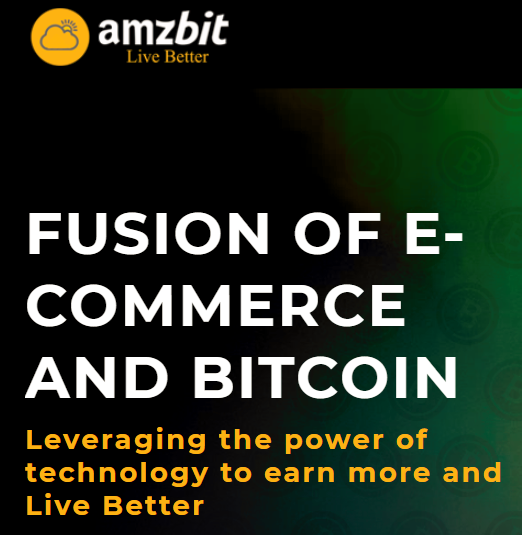 amzbit
Live Better
FUSION OF E-
COMMERCE
AND BITCOIN
Leveraging the power of
technology to earn more and
Live Better